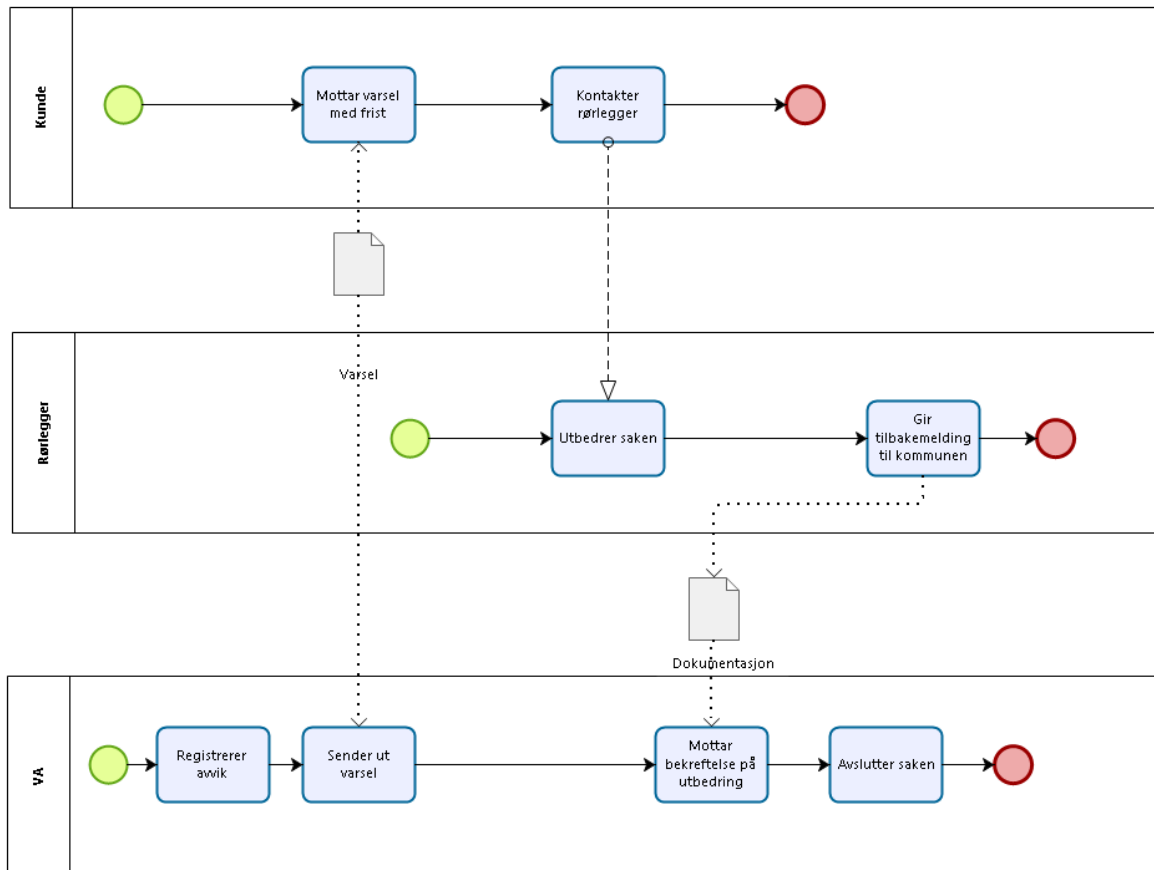 Kunde
Mottar varsel
med frist
Kontakter
rørlegger
Varsel
Rørlegger
Utbedrer saken
Gir
tilbakemelding
til kommunen
Dokumentasjon
VA
Registrerer
avvik
Sender ut
varsel
Mottar
bekreftelse på
utbedring
Avslutter saken